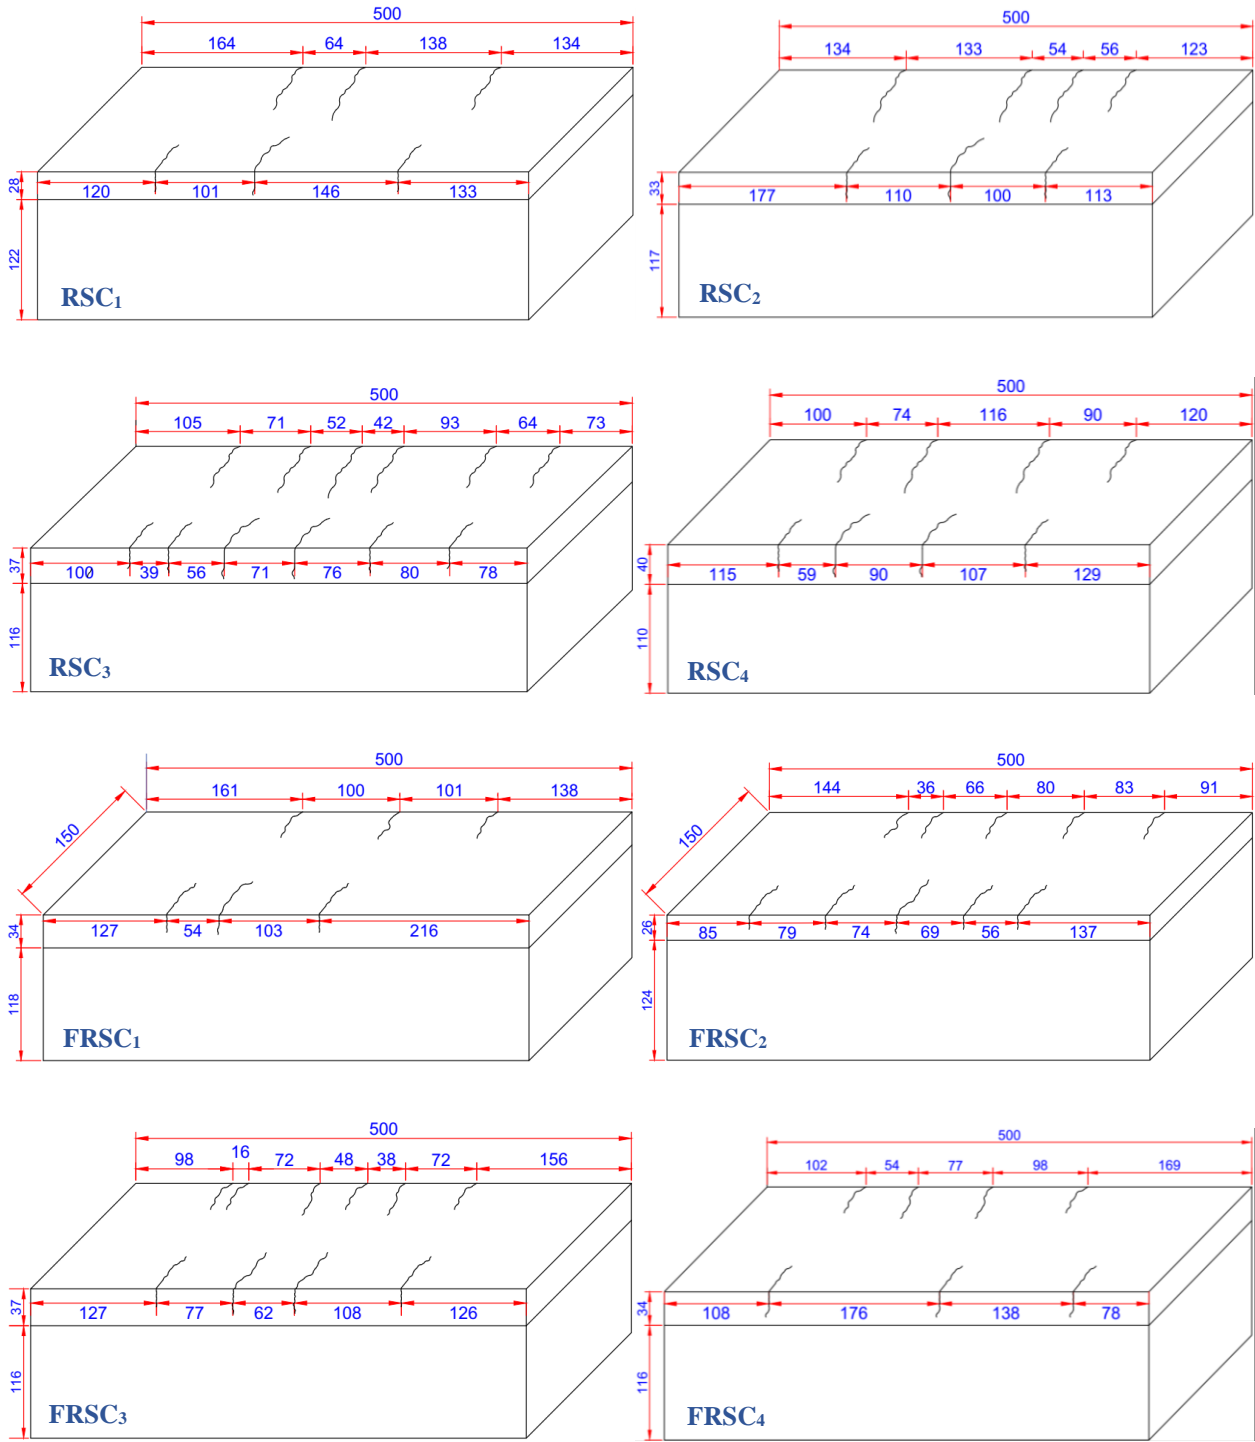 500
164 64 138 134
28
120 101 146 133
122
RSC₁
500
134 133 54 56 123
33
177 110 100 113
117
RSC₂
500
105 71 52 42 93 64 73
37
100 39 56 71 76 80 78
116
RSC₃
500
100 74 116 90 120
40
115 59 90 107 129
110
RSC₄
500
161 100 101 138
150
34
127 54 103 216
118
FRSC₁
500
144 36 66 80 83 91
150
26
85 79 74 69 56 137
124
FRSC₂
500
98 16 72 48 38 72 156
37
127 77 62 108 126
116
FRSC₃
500
102 54 77 98 169
34
108 176 138 78
116
FRSC₄